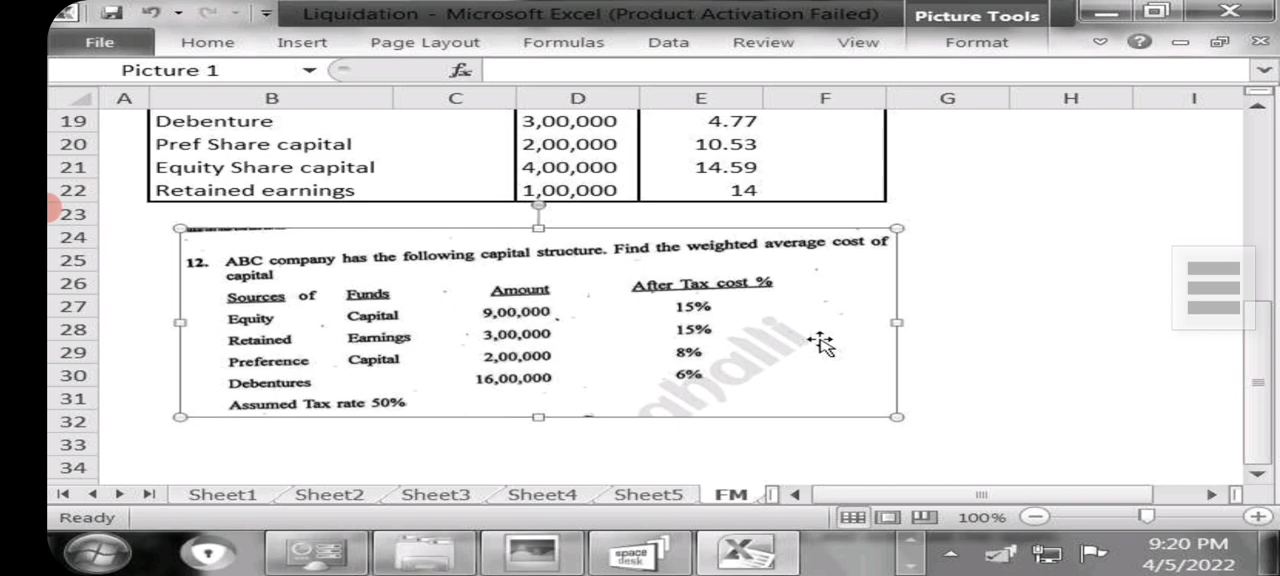 Liquidation - Microsoft Excel (Product Activation Failed) Picture Tools
File Home Insert Page Layout Formulas Data Review View Format
Picture 1 fx
A B C D E F G H I
19 Debenture 3,00,000 4.77
20 Pref Share capital 2,00,000 10.53
21 Equity Share capital 4,00,000 14.59
22 Retained earnings 1,00,000 14
23
24
25
26
27
28
29
30
31
32
33
34
12. ABC company has the following capital structure. Find the weighted average cost of
capital
Sources of Funds Amount After Tax cost %
Equity Capital 9,00,000 15%
Retained Earnings 3,00,000 15%
Preference Capital 2,00,000 8%
Debentures 16,00,000 6%
Assumed Tax rate 50%
Sheet1 Sheet2 Sheet3 Sheet4 Sheet5 FM
Ready 100%
space desk
9:20 PM
4/5/2022